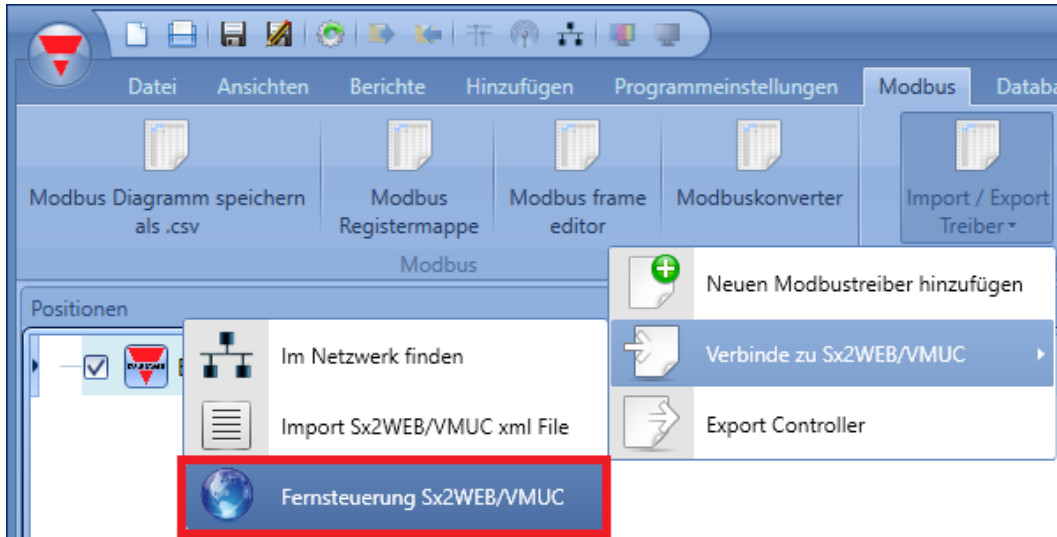 Datei Ansichten Berichte Hinzufügen Programmeinstellungen Modbus
Modbus Diagramm speichern
als .csv
Modbus
Registermappe
Modbus frame
editor
Modbuskonverter
Import / Export
Treiber
Modbus
Positionen
Neuen Modbustreiber hinzufügen
Verbinde zu Sx2WEB/VMUC
Export Controller
Im Netzwerk finden
Import Sx2WEB/VMUC xml File
Fernsteuerung Sx2WEB/VMUC